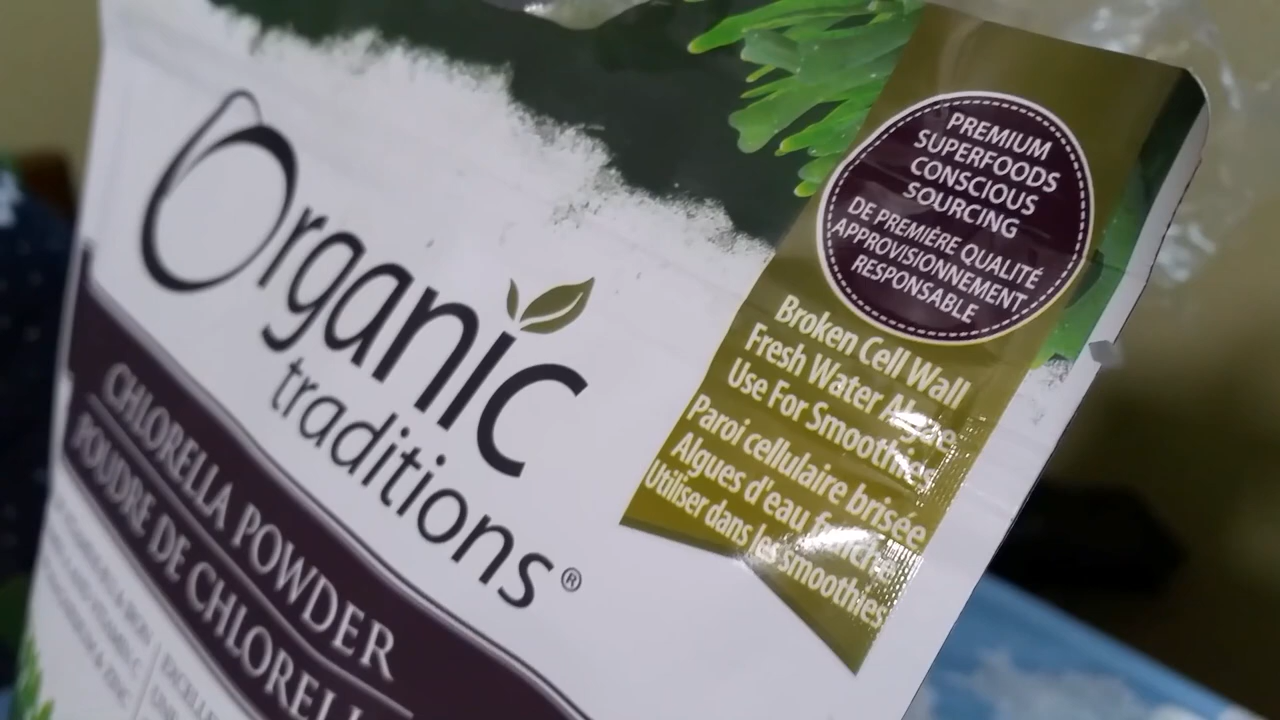 Organic
traditions®
CHLORELLA POWDER
POUDRE DE CHLORELL
PREMIUM
SUPERFOODS
CONSCIOUS
SOURCING
DE PREMIÈRE QUALITÉ
APPROVISIONNEMENT
RESPONSABLE
Broken Cell Wall
Fresh Water Algae
Use For Smoothies
Paroi cellulaire brisée
Algues d'eau fraîche
Utiliser dans les smoothies